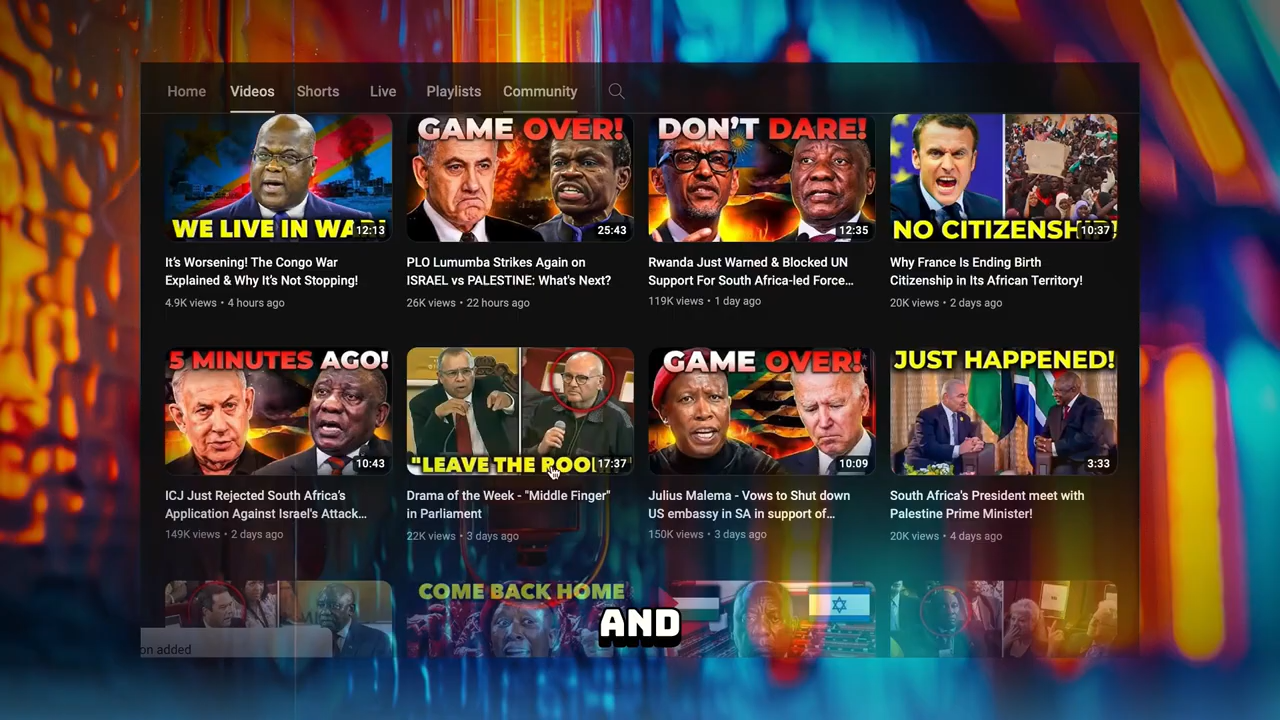 Home Videos Shorts Live Playlists Community
WE LIVE IN WAR!
12:13
GAME OVER!
25:43
DON'T DARE!
12:35
NO CITIZENSH
10:37
It's Worsening! The Congo War
Explained & Why It's Not Stopping!
4.9K views • 4 hours ago
PLO Lumumba Strikes Again on
ISRAEL vs PALESTINE: What's Next?
26K views • 22 hours ago
Rwanda Just Warned & Blocked UN
Support For South Africa-led Force...
119K views • 1 day ago
Why France Is Ending Birth
Citizenship in Its African Territory!
20K views • 2 days ago
5 MINUTES AGO!
10:43
"LEAVE THE ROO
17:37
GAME OVER!
10:09
JUST HAPPENED!
3:33
ICJ Just Rejected South Africa's
Application Against Israel's Attack...
149K views • 2 days ago
Drama of the Week - "Middle Finger"
in Parliament
22K views • 3 days ago
Julius Malema - Vows to Shut down
US embassy in SA in support of...
150K views • 3 days ago
South Africa's President meet with
Palestine Prime Minister!
20K views • 4 days ago
COME BACK HOME
AND
on added